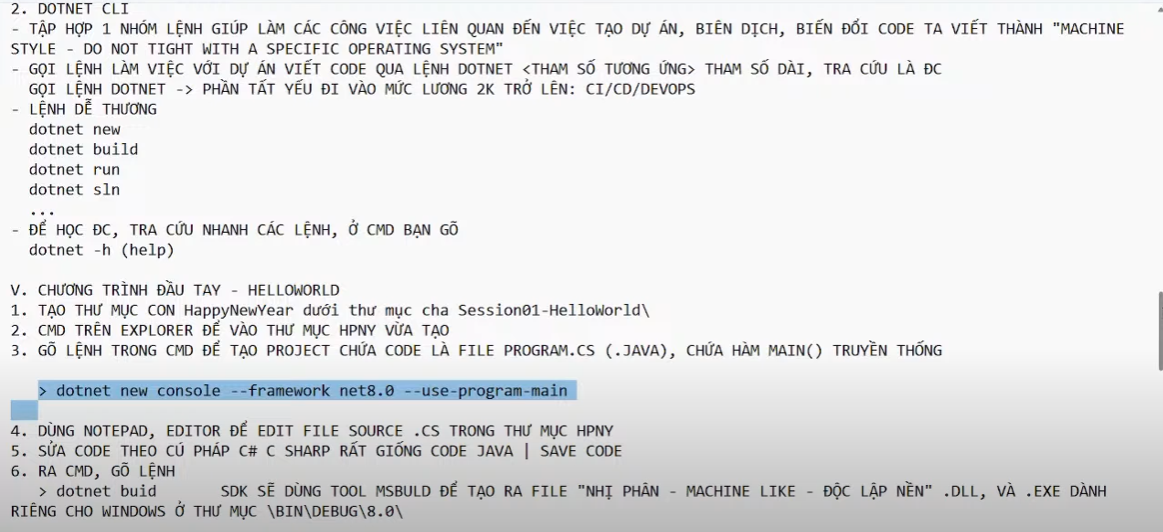 2. DOTNET CLI
- TẬP HỢP 1 NHÓM LỆNH GIÚP LÀM CÁC CÔNG VIỆC LIÊN QUAN ĐẾN VIỆC TẠO DỰ ÁN, BIÊN DỊCH, BIẾN ĐỔI CODE TA VIẾT THÀNH "MACHINE
STYLE - DO NOT TIGHT WITH A SPECIFIC OPERATING SYSTEM"
- GỌI LỆNH LÀM VIỆC VỚI DỰ ÁN VIẾT CODE QUA LỆNH DOTNET <THAM SỐ TƯƠNG ỨNG> THAM SỐ DÀI, TRA CỨU LÀ ĐC
GỌI LỆNH DOTNET -> PHẦN TẤT YẾU ĐI VÀO MỨC LƯƠNG 2K TRỞ LÊN: CI/CD/DEVOPS
- LỆNH DỄ THƯƠNG
dotnet new
dotnet build
dotnet run
dotnet sln
...
- ĐỂ HỌC ĐC, TRA CỨU NHANH CÁC LỆNH, Ở CMD BẠN GÕ
dotnet -h (help)
V. CHƯƠNG TRÌNH ĐẦU TAY - HELLOWORLD
1. TẠO THƯ MỤC CON HappyNewYear dưới thư mục cha Session01-HelloWorld\
2. CMD TRÊN EXPLORER ĐỂ VÀO THƯ MỤC HPNY VỪA TẠO
3. GÕ LỆNH TRONG CMD ĐỂ TẠO PROJECT CHỨA CODE LÀ FILE PROGRAM.CS (.JAVA), CHỨA HÀM MAIN() TRUYỀN THỐNG
> dotnet new console --framework net8.0 --use-program-main
4. DÙNG NOTEPAD, EDITOR ĐỂ EDIT FILE SOURCE .CS TRONG THƯ MỤC HPNY
5. SỬA CODE THEO CÚ PHÁP C# C SHARP RẤT GIỐNG CODE JAVA | SAVE CODE
6. RA CMD, GÕ LỆNH
> dotnet buid SDK SẼ DÙNG TOOL MSBULD ĐỂ TẠO RA FILE "NHỊ PHÂN - MACHINE LIKE - ĐỘC LẬP NỀN" .DLL, VÀ .EXE DÀNH
RIÊNG CHO WINDOWS Ở THƯ MỤC \BIN\DEBUG\8.0\